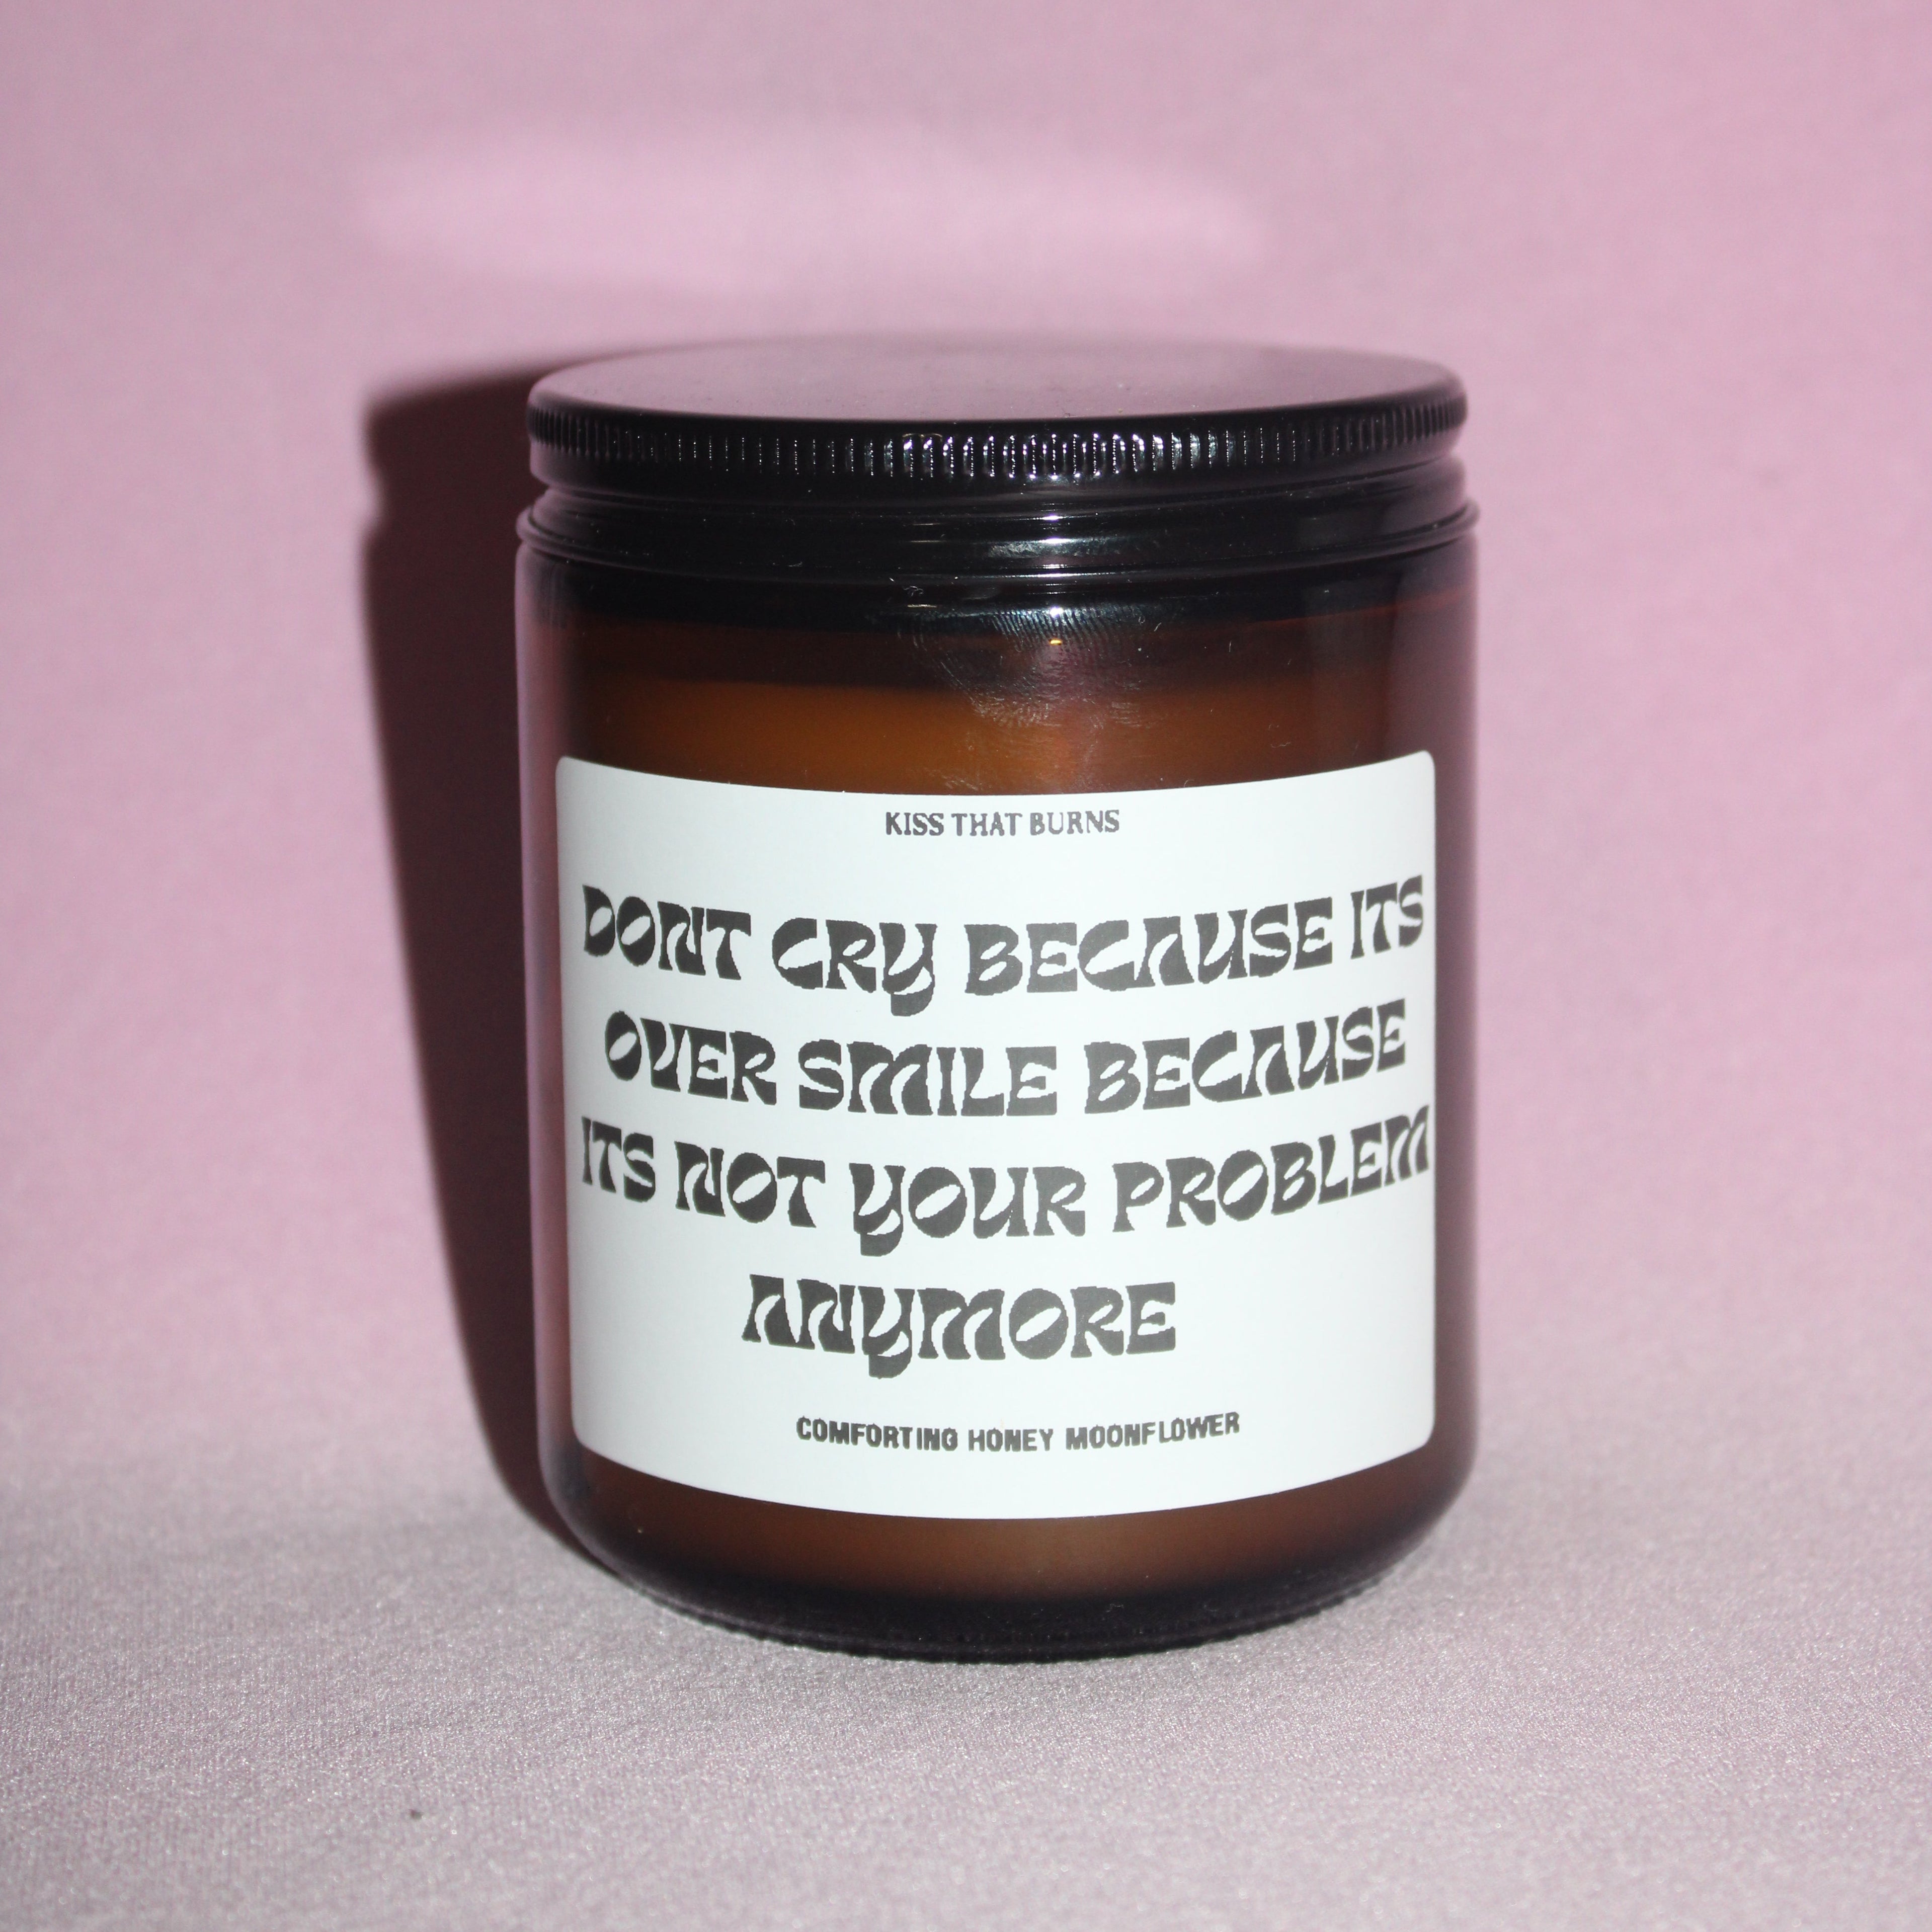 KISS THAT BURNS
DONT CRY BECAUSE ITS
OVER SMILE BECAUSE
ITS NOT YOUR PROBLEM
ANYMORE
COMFORTING HONEY MOONFLOWER